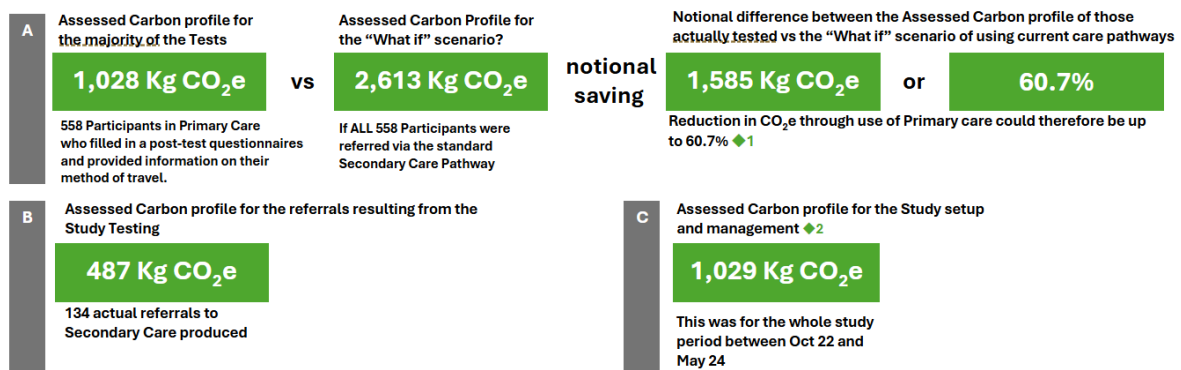 A
Assessed Carbon profile for
the majority of the Tests
1,028 Kg CO₂e
558 Participants in Primary Care
who filled in a post-test questionnaires
and provided information on their
method of travel.
vs
Assessed Carbon Profile for
the “What if” scenario?
2,613 Kg CO₂e
If ALL 558 Participants were
referred via the standard
Secondary Care Pathway
notional
saving
Notional difference between the Assessed Carbon profile of those
actually tested vs the “What if” scenario of using current care pathways
1,585 Kg CO₂e
or
60.7%
Reduction in CO₂e through use of Primary care could therefore be up
to 60.7% ◆1
B
Assessed Carbon profile for the referrals resulting from the
Study Testing
487 Kg CO₂e
134 actual referrals to
Secondary Care produced
C
Assessed Carbon profile for the Study setup
and management ◆2
1,029 Kg CO₂e
This was for the whole study
period between Oct 22 and
May 24